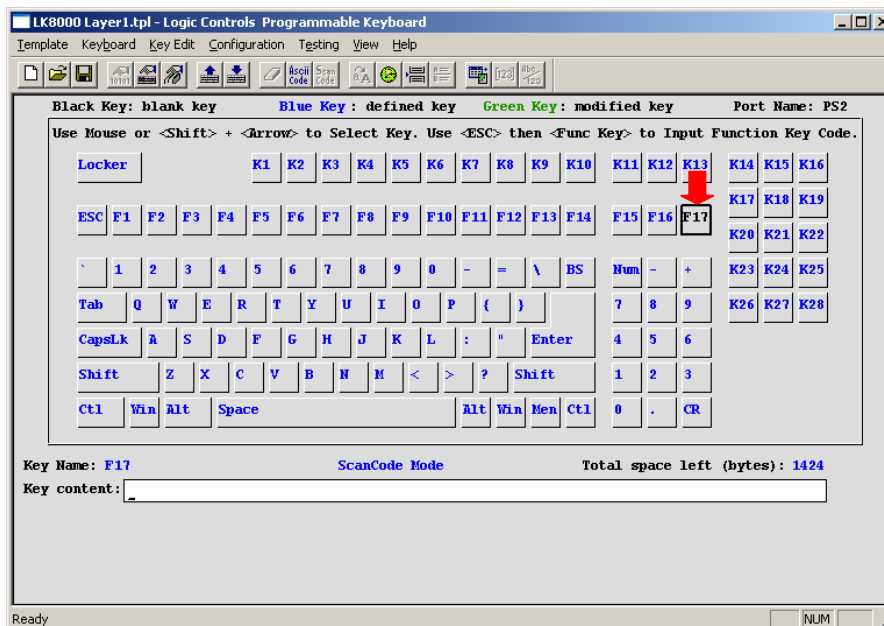 LK8000 Layer1.tpl - Logic Controls Programmable Keyboard
Template Keyboard Key Edit Configuration Testing View Help
10101 Ascii Code Scan Code [123] Abc, -123
Black Key: blank key Blue Key : defined key Green Key: modified key Port Name: PS2
Use Mouse or <Shift> + <Arrow> to Select Key. Use <ESC> then <Func Key> to Input Function Key Code.
Locker K1 K2 K3 K4 K5 K6 K7 K8 K9 K10 K11 K12 K13 K14 K15 K16
K17 K18 K19
ESC F1 F2 F3 F4 F5 F6 F7 F8 F9 F10 F11 F12 F13 F14 F15 F16 F17
K20 K21 K22
` 1 2 3 4 5 6 7 8 9 0 - = \ BS Num - + K23 K24 K25
Tab Q W E R T Y U I O P { } 7 8 9 K26 K27 K28
CapsLk A S D F G H J K L : " Enter 4 5 6
Shift Z X C V B N M < > ? Shift 1 2 3
Ctl Win Alt Space Alt Win Men Ctl 0 . CR
Key Name: F17 ScanCode Mode Total space left (bytes): 1424
Key content: _
Ready NUM